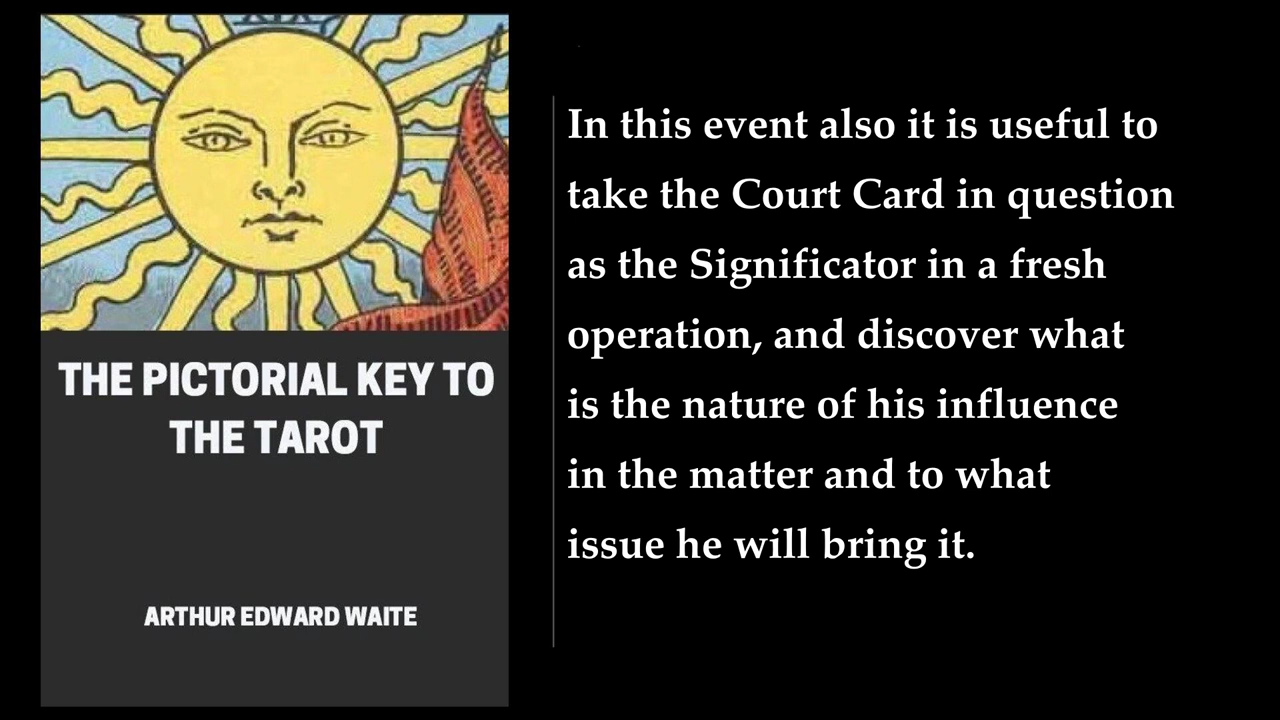 XIX
THE PICTORIAL KEY TO
THE TAROT
ARTHUR EDWARD WAITE
In this event also it is useful to
take the Court Card in question
as the Significator in a fresh
operation, and discover what
is the nature of his influence
in the matter and to what
issue he will bring it.